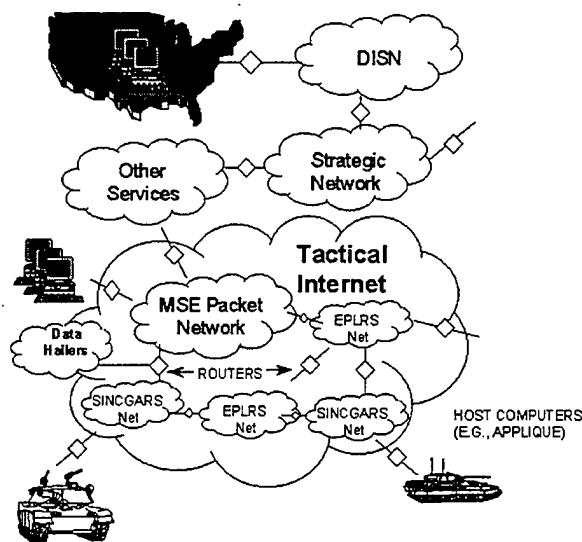 DISN
Other
Services
Strategic
Network
Tactical
Internet
MSE Packet
Network
EPLRS
Net
Data
Hallers
ROUTERS
SINCGARS
Net
EPLRS
Net
SINCGARS
Net
HOST COMPUTERS
(E.G., APPLIQUE)